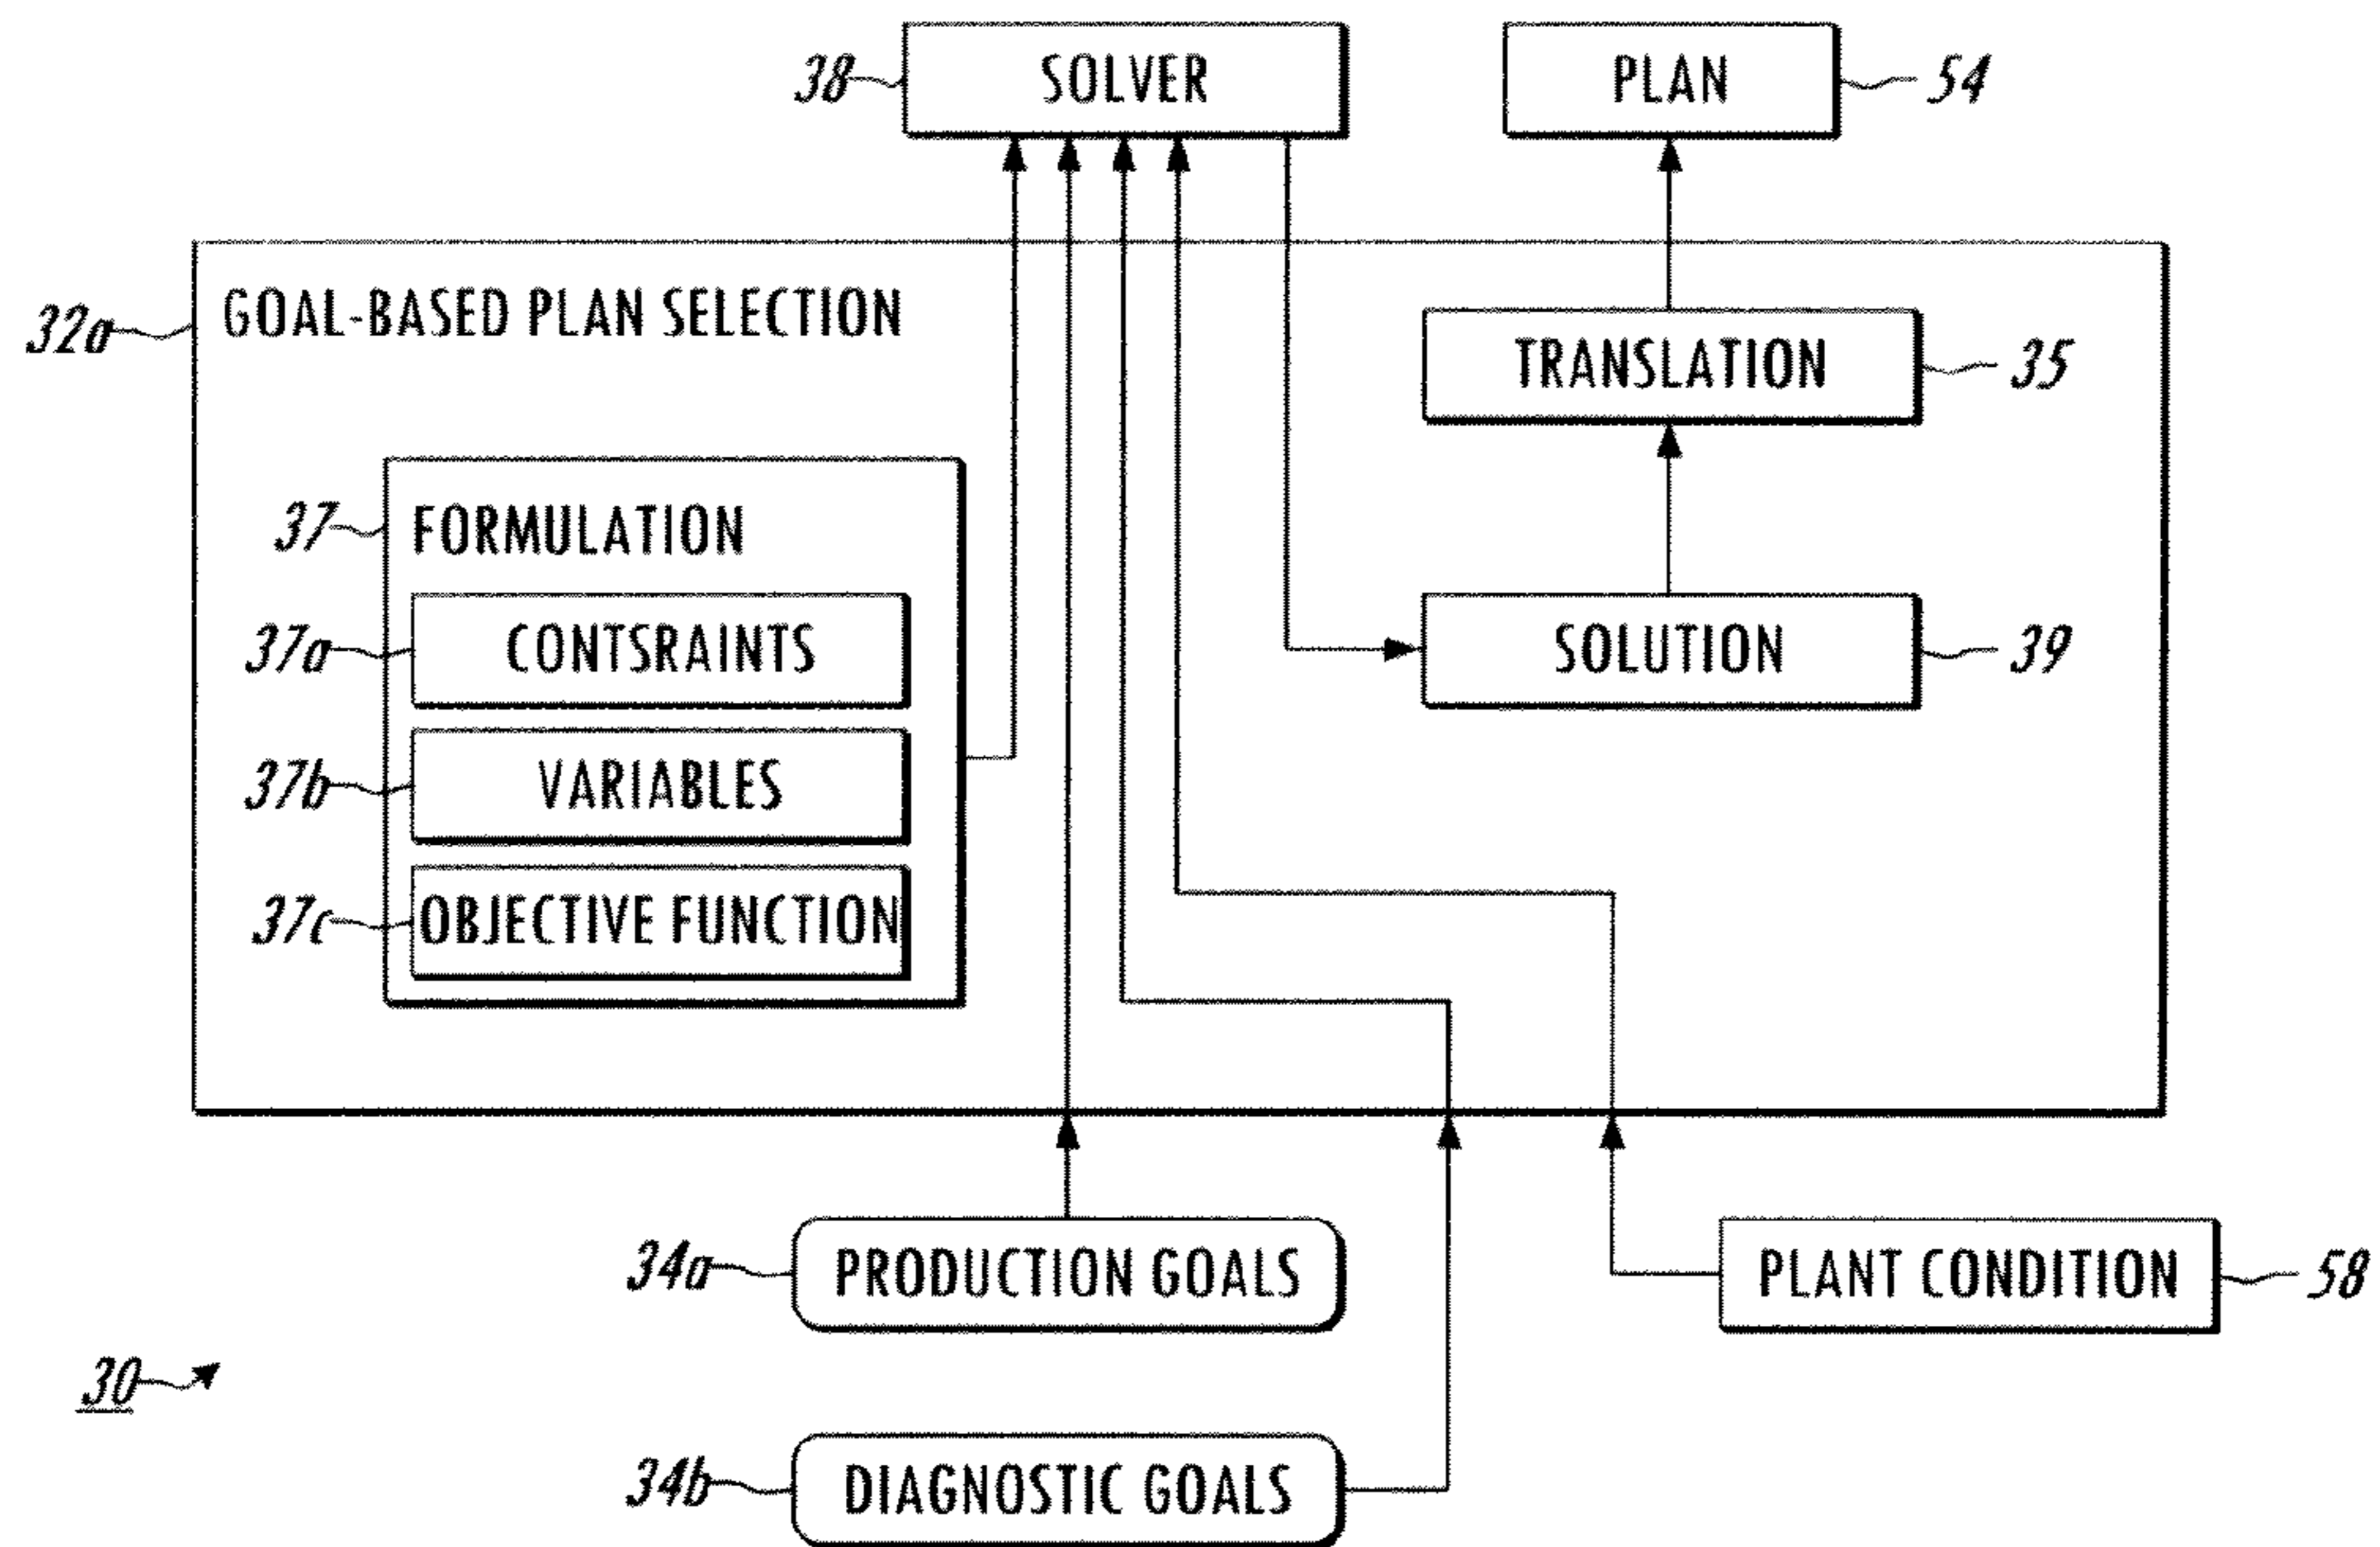 38 SOLVER
PLAN 54
32a GOAL-BASED PLAN SELECTION
TRANSLATION 35
37 FORMULATION
37a CONTSRAINTS
SOLUTION 39
37b VARIABLES
37c OBJECTIVE FUNCTION
34a PRODUCTION GOALS
PLANT CONDITION 58
30
34b DIAGNOSTIC GOALS